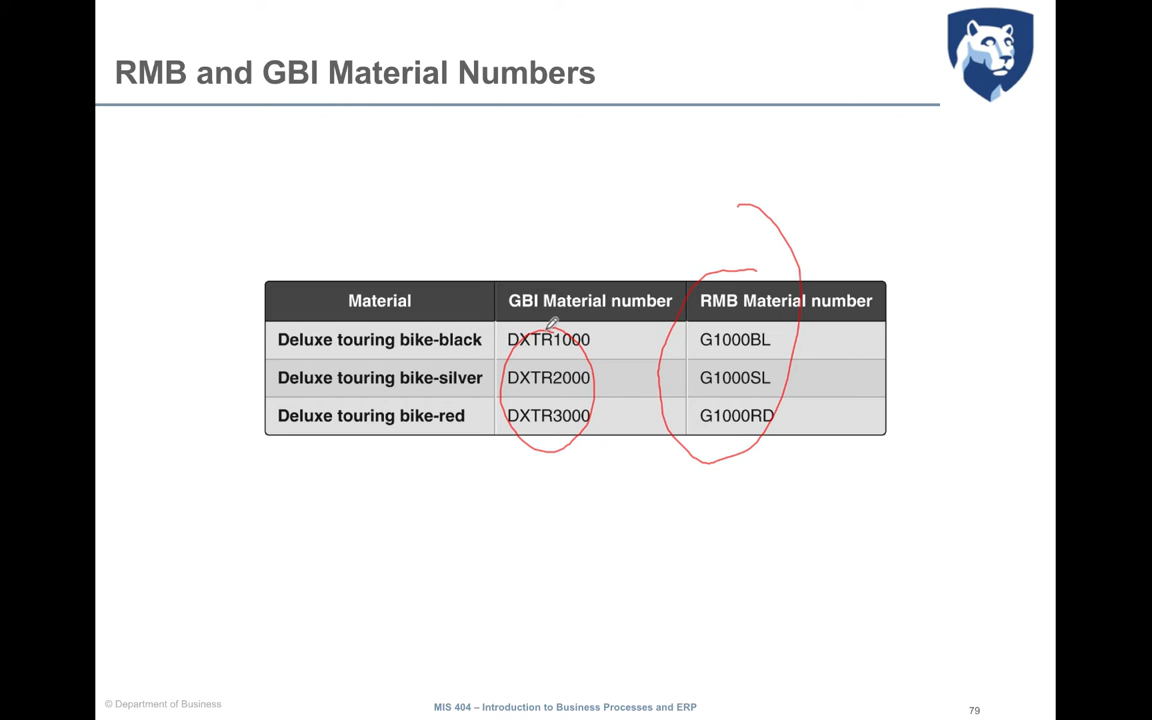 RMB and GBI Material Numbers
Material GBI Material number RMB Material number
Deluxe touring bike-black DXTR1000 G1000BL
Deluxe touring bike-silver DXTR2000 G1000SL
Deluxe touring bike-red DXTR3000 G1000RD
© Department of Business MIS 404 – Introduction to Business Processes and ERP 79